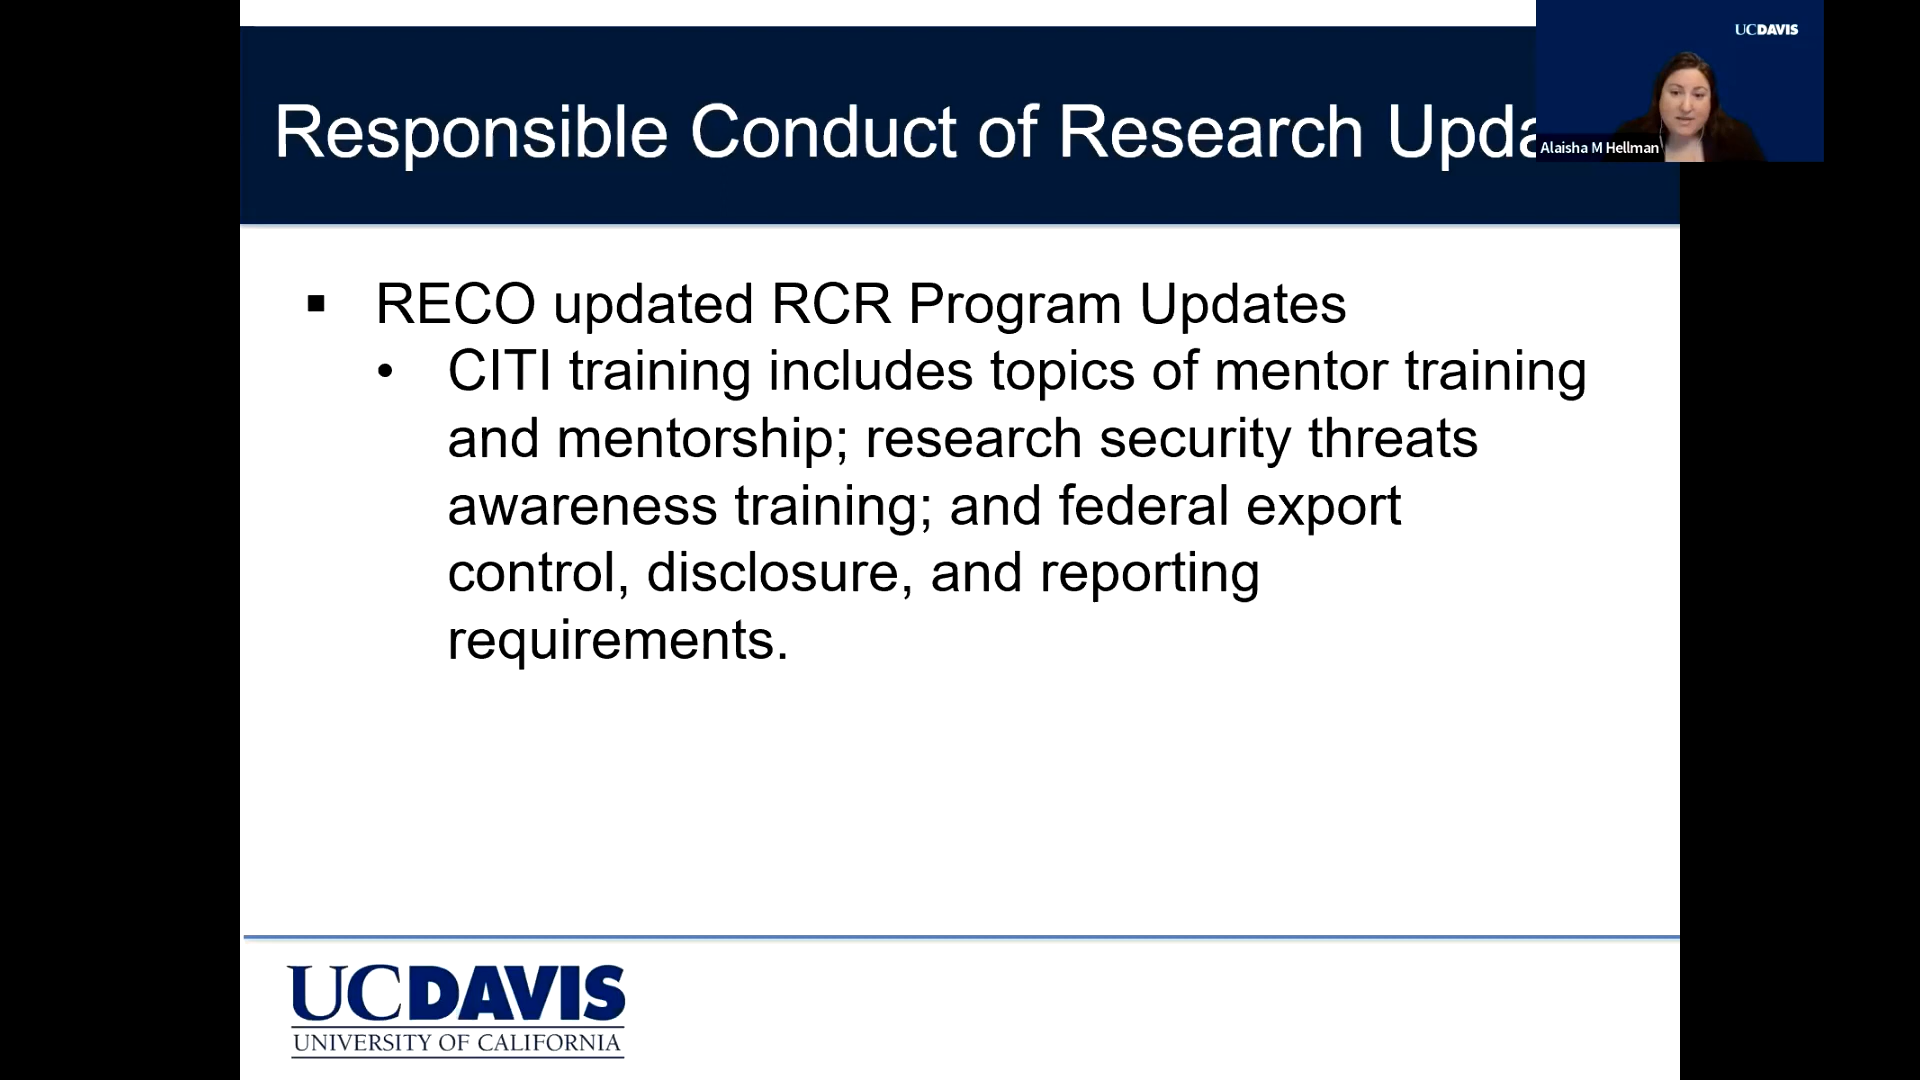 Responsible Conduct of Research Upda
UCDAVIS
Alaisha M Hellman
▪ RECO updated RCR Program Updates
• CITI training includes topics of mentor training
and mentorship; research security threats
awareness training; and federal export
control, disclosure, and reporting
requirements.
UCDAVIS
UNIVERSITY OF CALIFORNIA